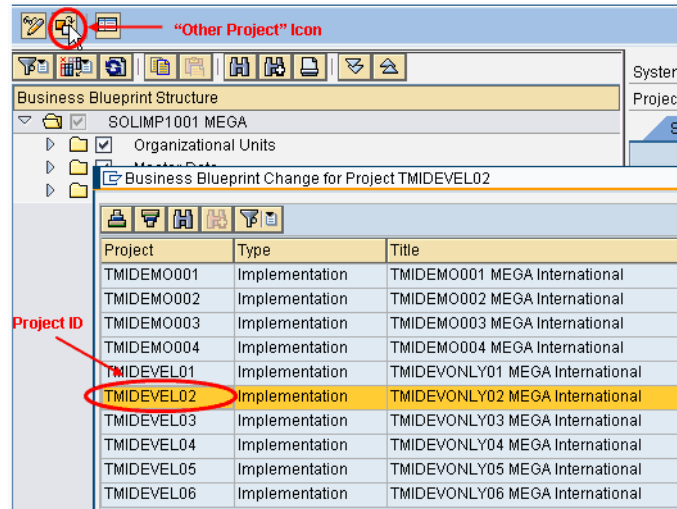 “Other Project” Icon
System
Business Blueprint Structure
Project
SOLIMP1001 MEGA
S
Organizational Units
Business Blueprint Change for Project TMIDEVEL02
Project Type Title
TMIDEMO001 Implementation TMIDEMO001 MEGA International
TMIDEMO002 Implementation TMIDEMO002 MEGA International
Project ID
TMIDEMO003 Implementation TMIDEMO003 MEGA International
TMIDEMO004 Implementation TMIDEMO004 MEGA International
TMIDEVEL01 Implementation TMIDEVONLY01 MEGA International
TMIDEVEL02 Implementation TMIDEVONLY02 MEGA International
TMIDEVEL03 Implementation TMIDEVONLY03 MEGA International
TMIDEVEL04 Implementation TMIDEVONLY04 MEGA International
TMIDEVEL05 Implementation TMIDEVONLY05 MEGA International
TMIDEVEL06 Implementation TMIDEVONLY06 MEGA International